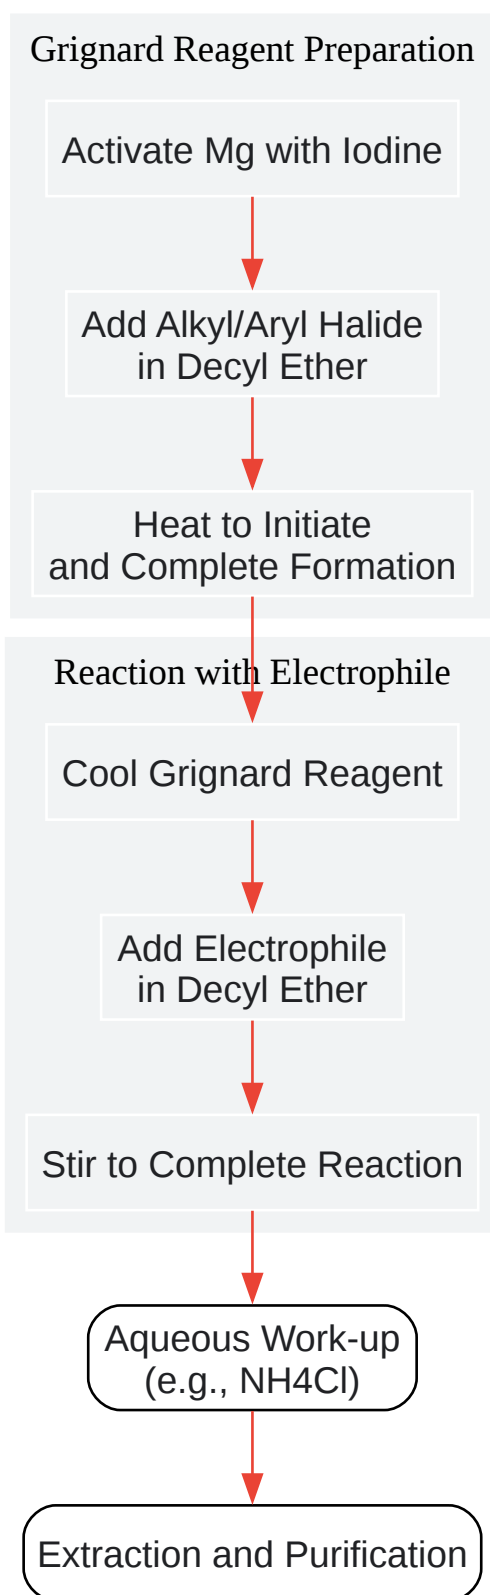 Grignard Reagent Preparation
Activate Mg with Iodine
Add Alkyl/Aryl Halide
in Decyl Ether
Heat to Initiate
and Complete Formation
Reaction with Electrophile
Cool Grignard Reagent
Add Electrophile
in Decyl Ether
Stir to Complete Reaction
Aqueous Work-up
(e.g., NH4Cl)
Extraction and Purification